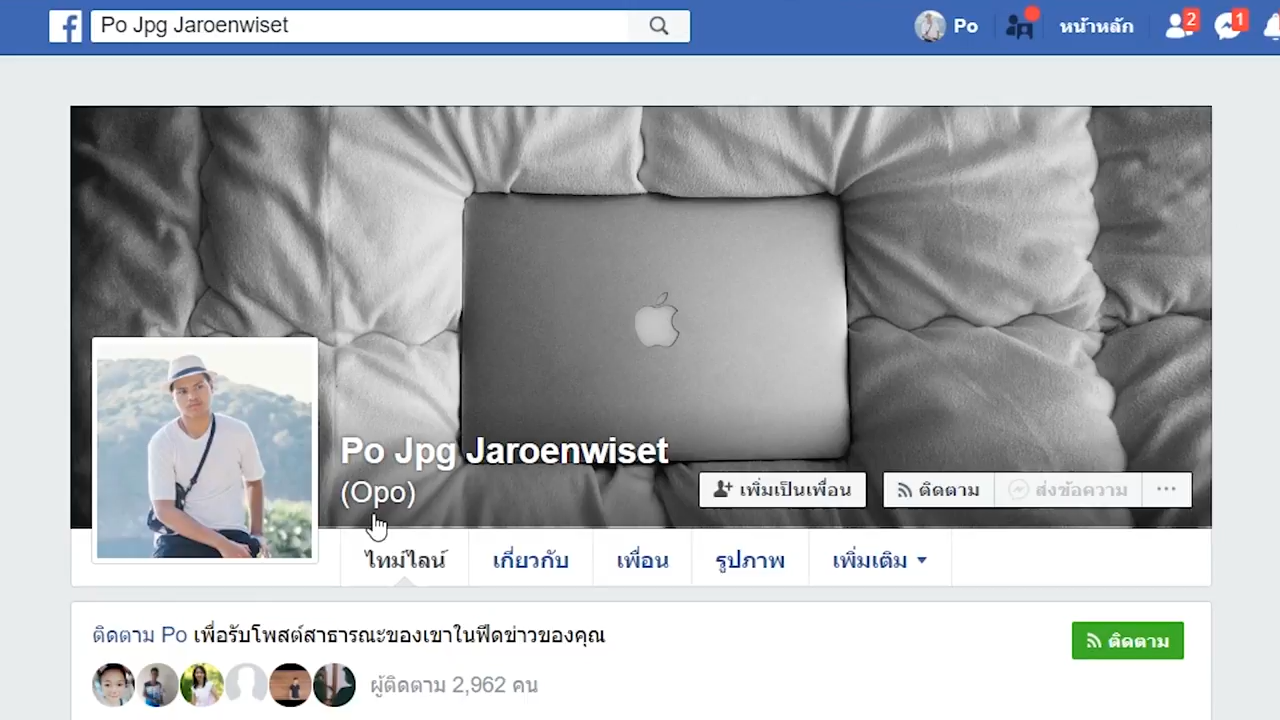 Po Jpg Jaroenwiset
Po
หน้าหลัก
2
1
Po Jpg Jaroenwiset
(Opo)
เพิ่มเป็นเพื่อน
ติดตาม
ส่งข้อความ
ไทม์ไลน์
เกี่ยวกับ
เพื่อน
รูปภาพ
เพิ่มเติม
ติดตาม Po เพื่อรับโพสต์สาธารณะของเขาในฟีดข่าวของคุณ
ติดตาม
ผู้ติดตาม 2,962 คน